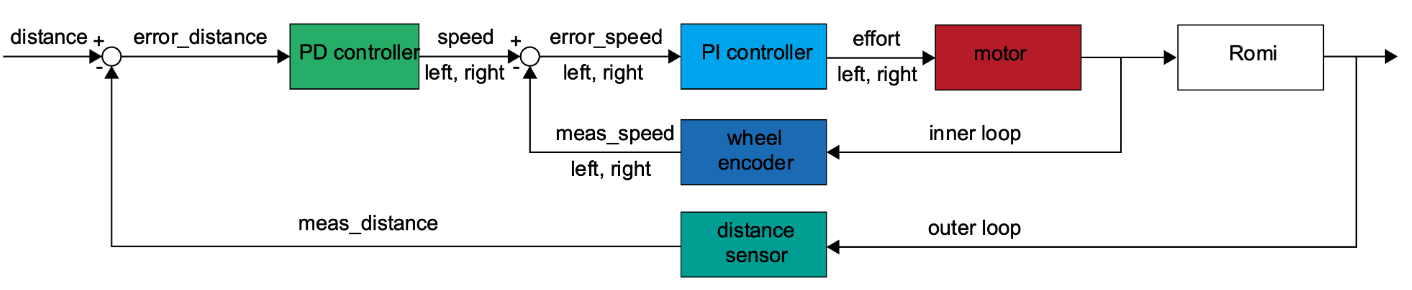 distance
+
-
error_distance
PD controller
speed
left, right
+
-
error_speed
left, right
PI controller
effort
left, right
motor
Romi
meas_speed
left, right
wheel
encoder
inner loop
meas_distance
distance
sensor
outer loop